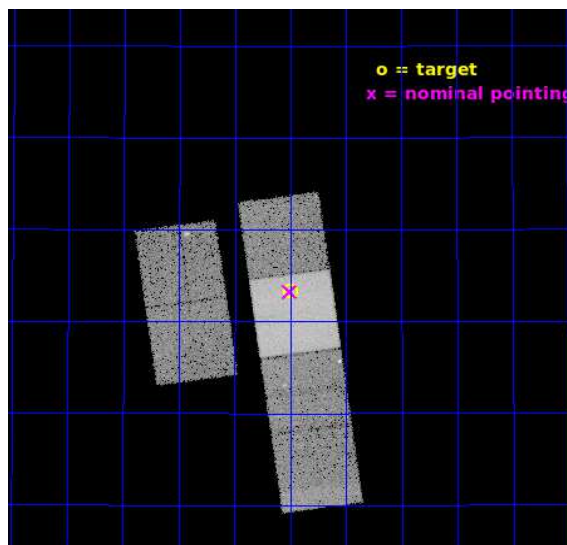 o = target
x = nominal pointing